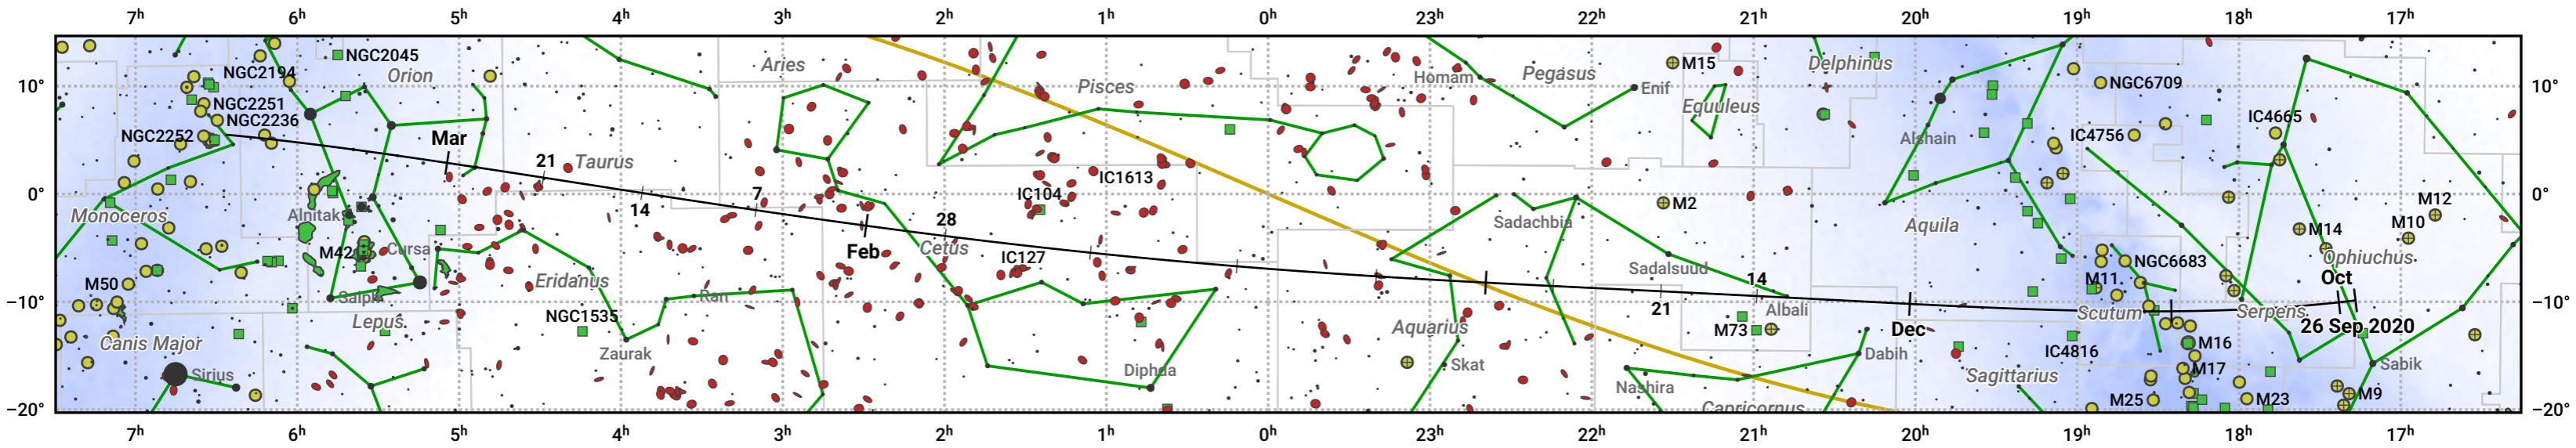 7h 6h 5h 4h 3h 2h 1h 0h 23h 22h 21h 20h 19h 18h 17h
NGC2045 Orion Aries Homam Pegasus M15 Delphinus
NGC2194
10° Pisces Enif NGC6709 10°
NGC2251 Equuleus
NGC2236 IC4665
NGC2252 Mar Alshain IC4756
21 Taurus
IC1613
0° 14 7 IC104 M2 M12 0°
Monoceros Alnitak 28 Sadachbia Aquila M14 M10
M42 Cursa Feb Cetus IC127 Sadalsuud NGC6683 Ophiuchus
M50 Eridanus 14 M11 Oct
−10° Saiph Ran 21 Albali Scutum Serpens −10°
Lepus NGC1535 Aquarius M73 Dec 26 Sep 2020
Canis Major Zaurak Dabih IC4816 M16
Sirius Diphda Skat Nashira Sagittarius M17 Sabik
−20° Capricornus M25 M23 M9 −20°
7h 6h 5h 4h 3h 2h 1h 0h 23h 22h 21h 20h 19h 18h 17h